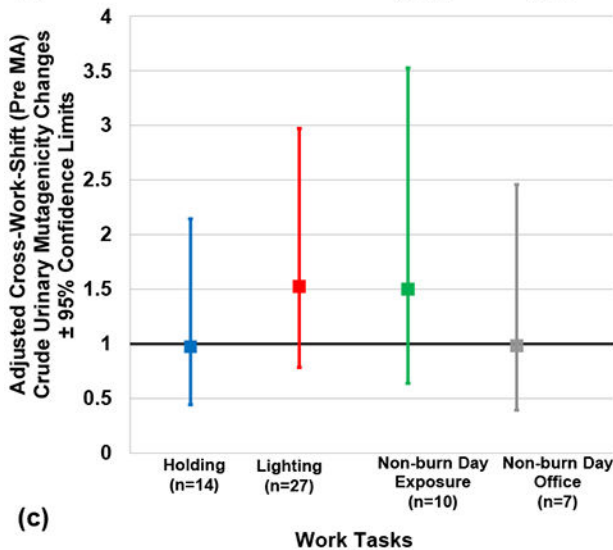 Adjusted Cross-Work-Shift (Pre MA)
Crude Urinary Mutagenicity Changes
± 95% Confidence Limits
4
3.5
3
2.5
2
1.5
1
0.5
0
Holding
(n=14)
Lighting
(n=27)
Non-burn Day
Exposure
(n=10)
Non-burn Day
Office
(n=7)
(c)
Work Tasks